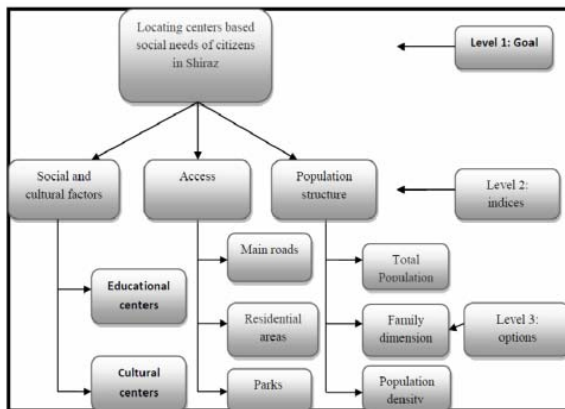 Locating centers based
social needs of citizens
in Shiraz
Level 1: Goal
Social and
cultural factors
Access
Population
structure
Level 2:
indices
Main roads
Total
Population
Educational
centers
Residential
areas
Family
dimension
Level 3:
options
Cultural
centers
Parks
Population
density